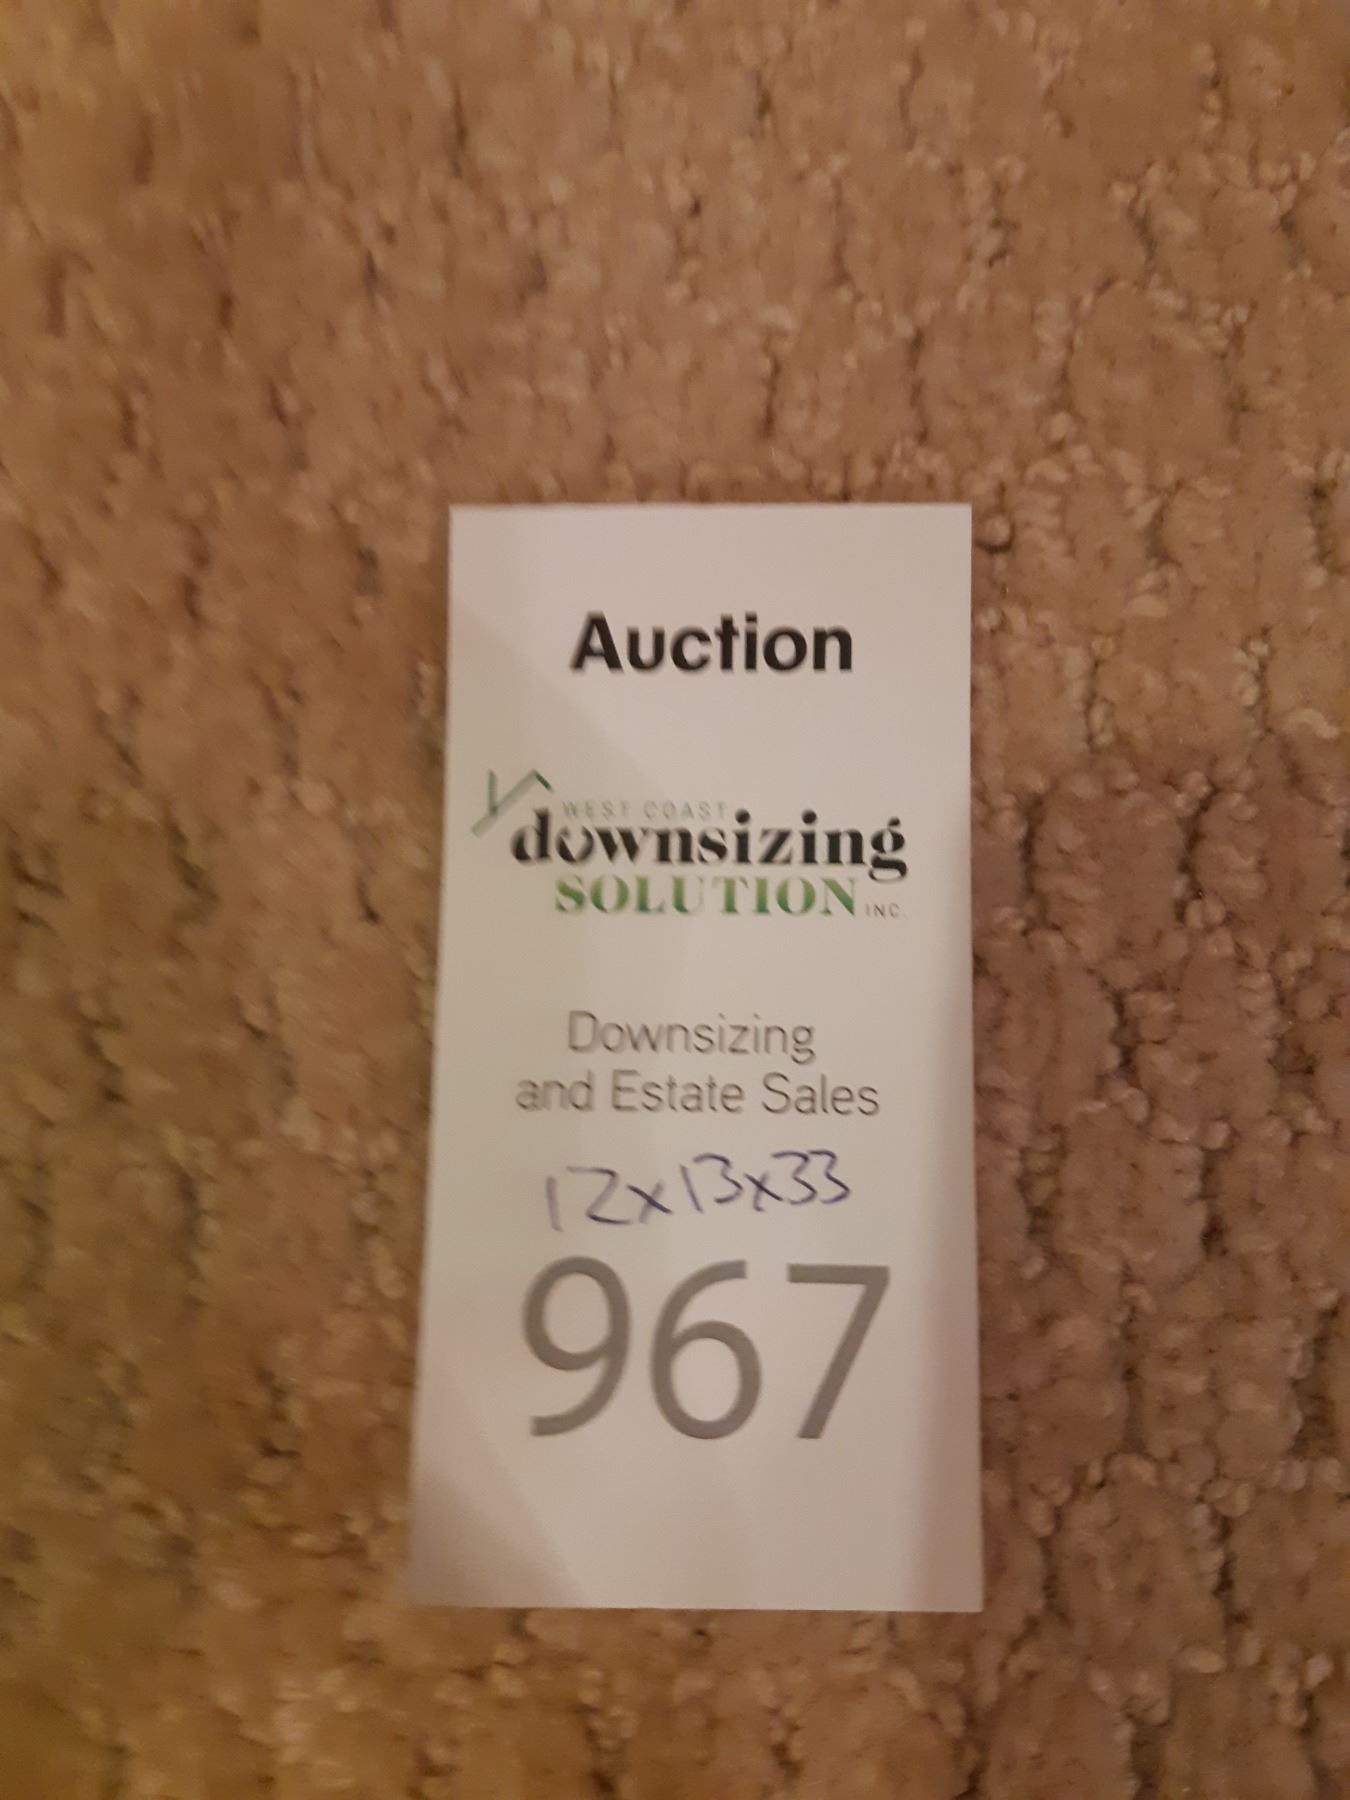 Auction
WEST COAST
downsizing
SOLUTION INC.
Downsizing
and Estate Sales
12x13x33
967